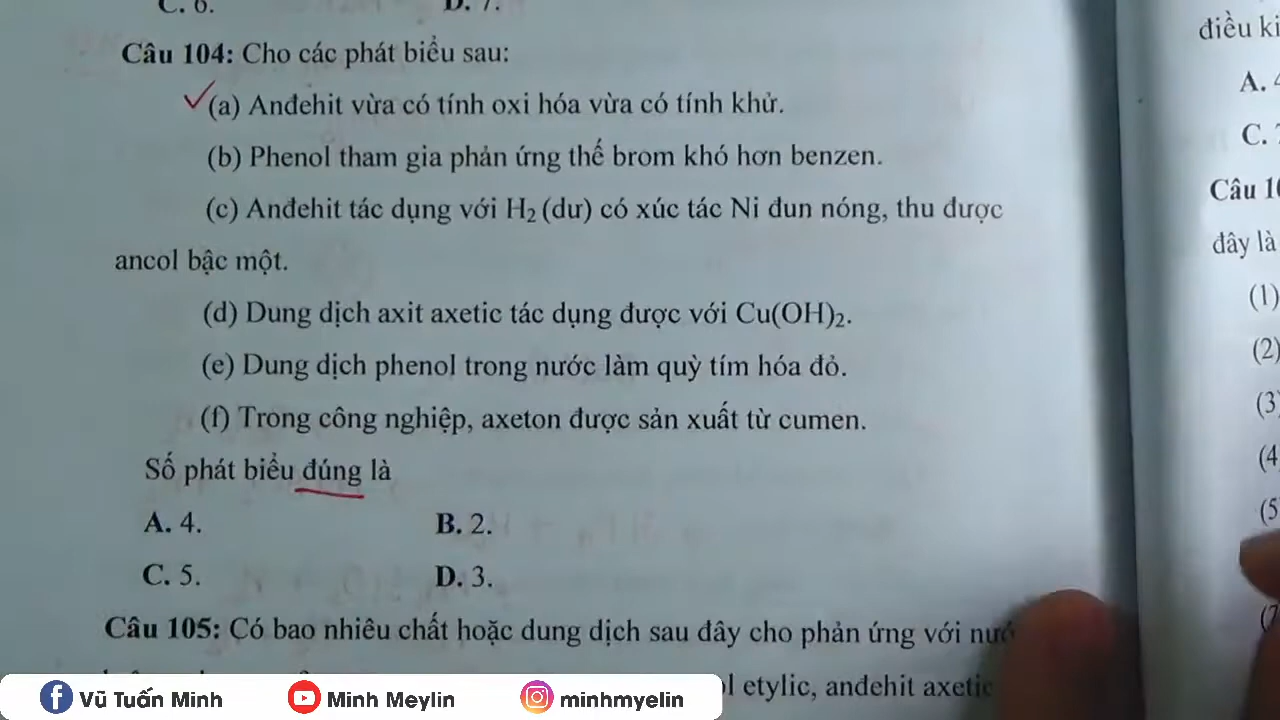 C. 6. D. 7.
Câu 104: Cho các phát biểu sau:
(a) Anđehit vừa có tính oxi hóa vừa có tính khử.
(b) Phenol tham gia phản ứng thế brom khó hơn benzen.
(c) Anđehit tác dụng với H₂ (dư) có xúc tác Ni đun nóng, thu được
ancol bậc một.
(d) Dung dịch axit axetic tác dụng được với Cu(OH)₂.
(e) Dung dịch phenol trong nước làm quỳ tím hóa đỏ.
(f) Trong công nghiệp, axeton được sản xuất từ cumen.
Số phát biểu đúng là
A. 4. B. 2.
C. 5. D. 3.
Câu 105: Có bao nhiêu chất hoặc dung dịch sau đây cho phản ứng với
etylic, anđehit axetic
điều
A.
C.
Câu
đây là
(1)
(2)
(3
(4
(5
Vũ Tuấn Minh Minh Meylin minhmyelin